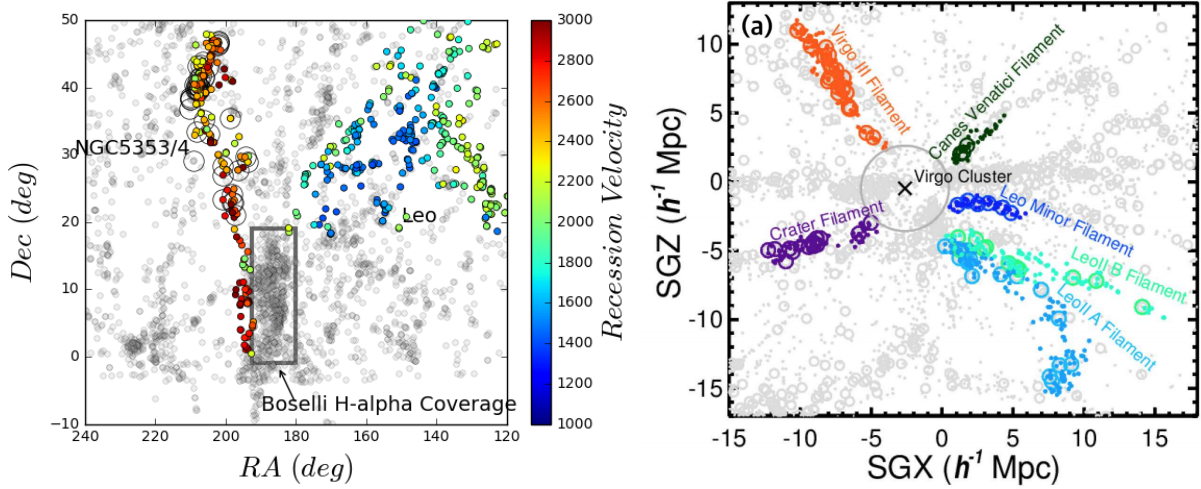 50
40
30
20
10
0
−10
240
220
200
180
160
140
120
Dec (deg)
RA (deg)
NGC5353/4
Leo
Boselli H-alpha Coverage
3000
2800
2600
2400
2200
2000
1800
1600
1400
1200
1000
Recession Velocity
(a)
10
5
0
-5
-10
-15
-15
-10
-5
0
5
10
15
SGZ (h⁻¹ Mpc)
SGX (h⁻¹ Mpc)
Virgo III Filament
Canes Venatici Filament
Virgo Cluster
Leo Minor Filament
Crater Filament
LeoII B Filament
LeoII A Filament